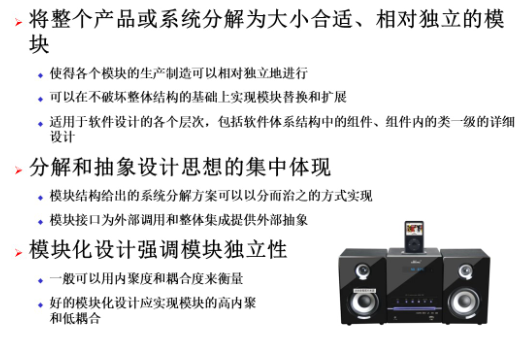 将整个产品或系统分解为大小合适、相对独立的模
块
使得各个模块的生产制造可以相对独立地进行
可以在不破坏整体结构的基础上实现模块替换和扩展
适用于软件设计的各个层次，包括软件体系结构中的组件、组件内的类一级的详细
设计
分解和抽象设计思想的集中体现
模块结构给出的系统分解方案可以以分而治之的方式实现
模块接口为外部调用和整体集成提供外部抽象
模块化设计强调模块独立性
一般可以用内聚度和耦合度来衡量
好的模块化设计应实现模块的高内聚
和低耦合